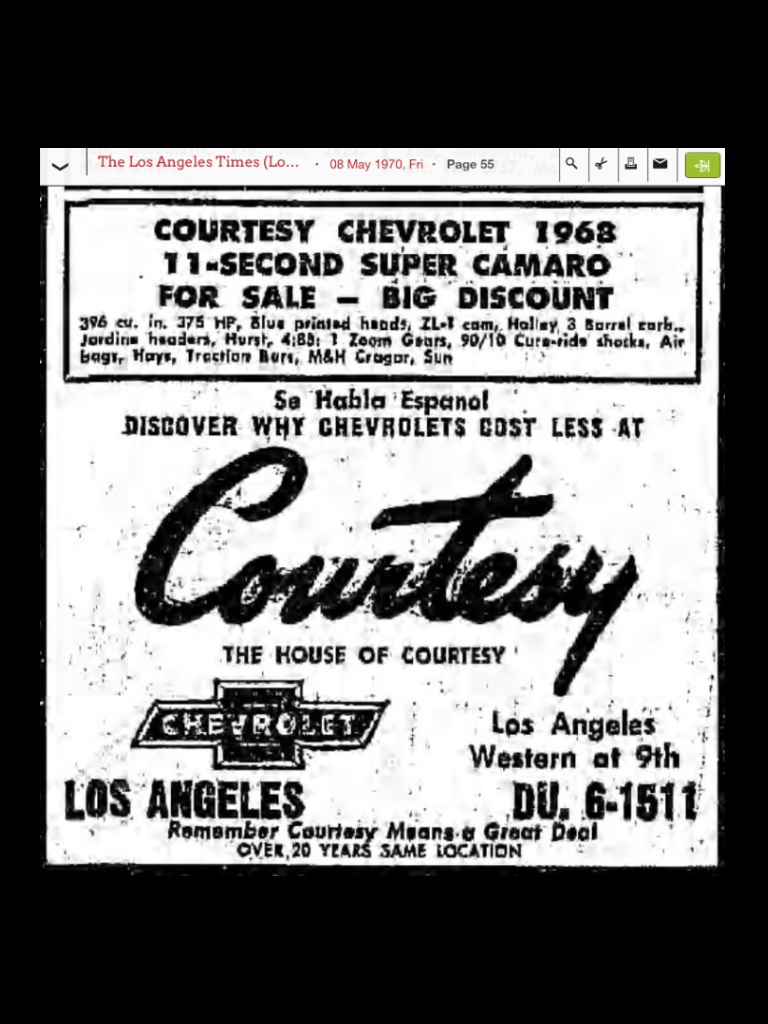 The Los Angeles Times (Lo... · 08 May 1970, Fri · Page 55
COURTESY CHEVROLET 1968
11-SECOND SUPER CAMARO
FOR SALE — BIG DISCOUNT
396 cu. in. 375 HP, Blue printed heads, ZL-1 cam, Holley 3 Barrel carb.,
Jardine headers, Hurst, 4:88: 1 Zoom Gears, 90/10 Cure-ride shocks, Air
bags, Hays, Traction Bars, M&H Cragar, Sun
Se Habla Espanol
DISCOVER WHY CHEVROLETS COST LESS AT
Courtesy
THE HOUSE OF COURTESY
CHEVROLET
Los Angeles
Western at 9th
LOS ANGELES DU. 6-1511
Remember Courtesy Means a Great Deal
OVER 20 YEARS SAME LOCATION